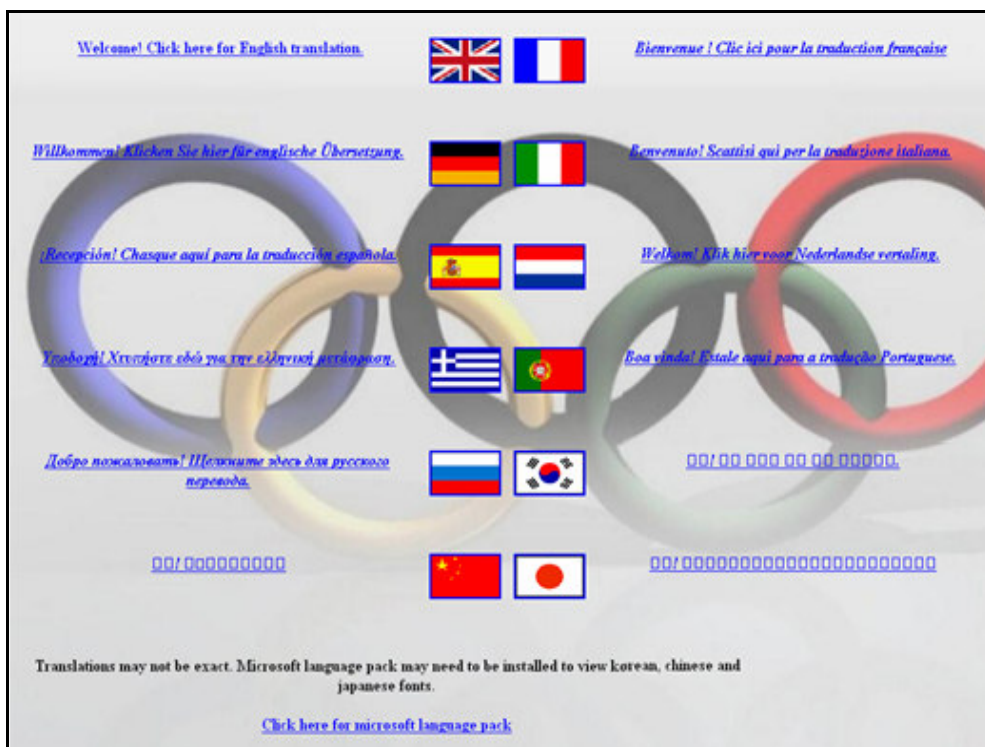 Welcome! Click here for English translation.
Bienvenue ! Clic ici pour la traduction française
Willkommen! Klicken Sie hier für englische Übersetzung.
Benvenuto! Scattisi qui per la traduzione italiana.
¡Recepción! Chasque aquí para la traducción española.
Welkom! Klik hier voor Nederlandse vertaling.
Υποδοχή! Χτυπήστε εδώ για την ελληνική μετάφραση.
Boa vinda! Estale aqui para a tradução Portuguese.
Добро пожаловать! Щелкните здесь для русского
перевода.
Translations may not be exact. Microsoft language pack may need to be installed to view korean, chinese and
japanese fonts.
Click here for microsoft language pack